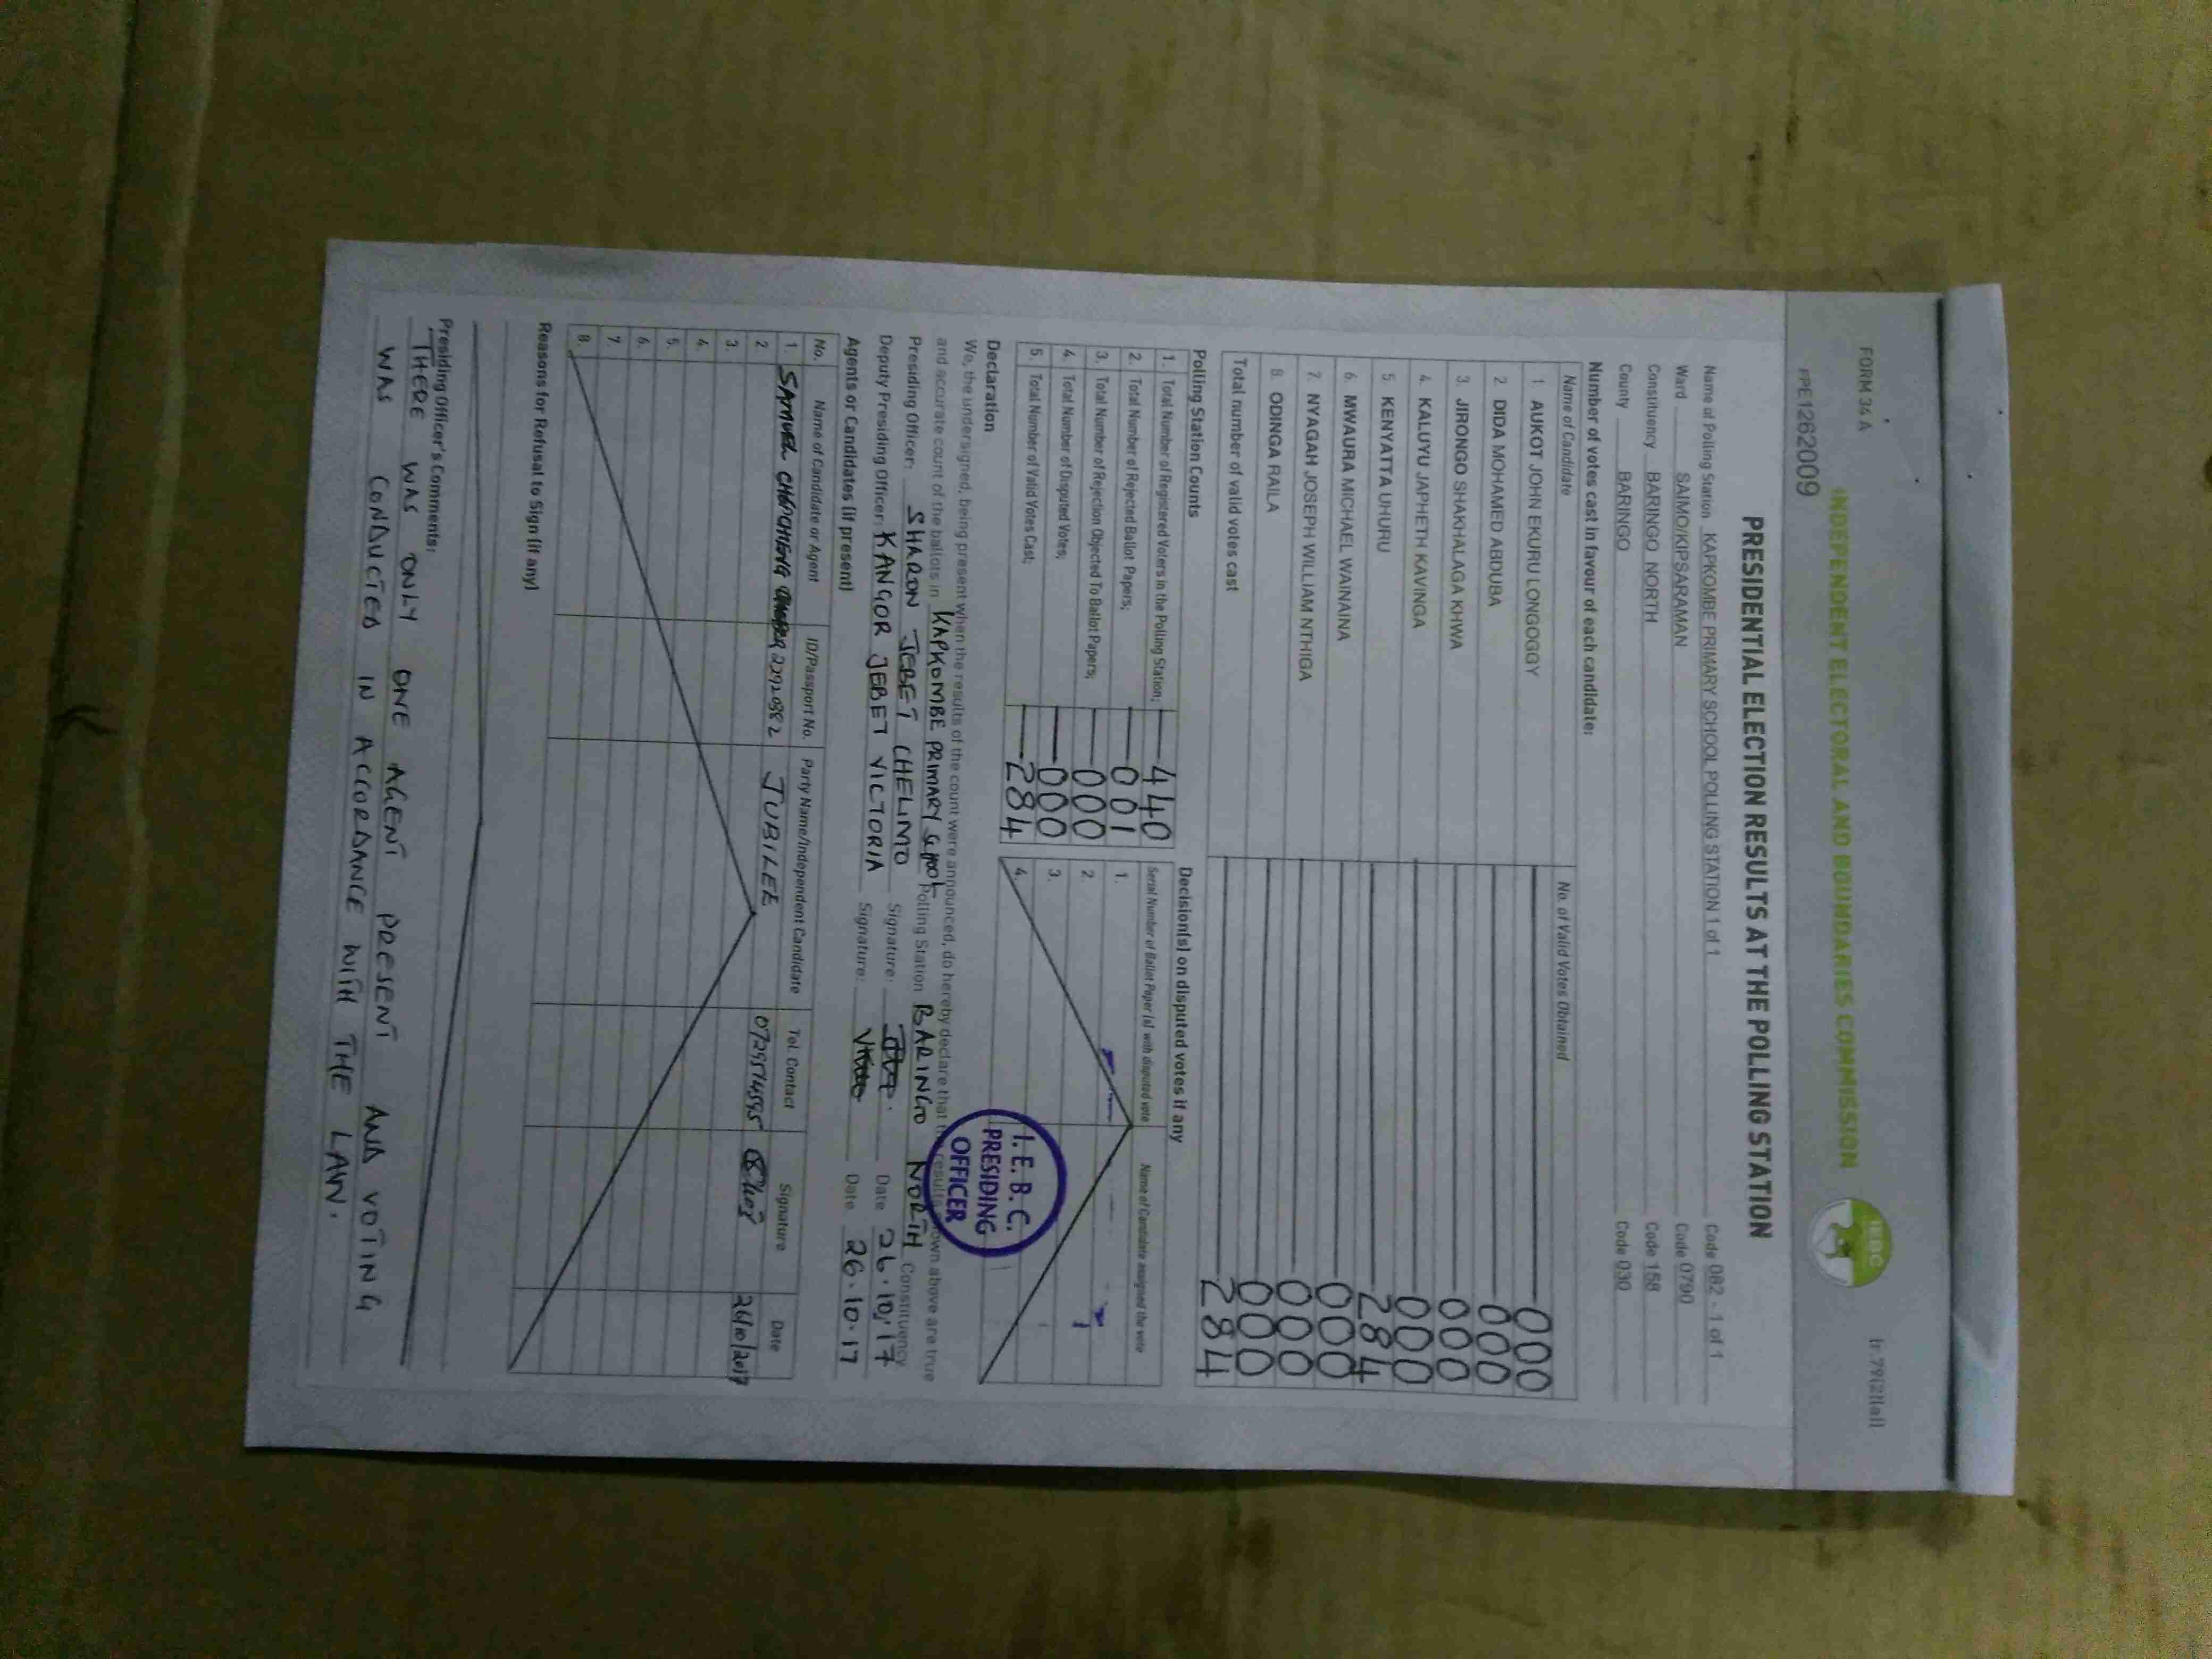 FORM 34 A
(r. 79(2)(a))
INDEPENDENT ELECTORAL AND BOUNDARIES COMMISSION
IEBC
PPE1262009
PRESIDENTIAL ELECTION RESULTS AT THE POLLING STATION
Name of Polling Station KAPKOMBE PRIMARY SCHOOL POLLING STATION 1 of 1 Code 082 - 1 of 1
Ward SAIMO/KIPSARAMAN Code 0790
Constituency BARINGO NORTH Code 158
County BARINGO Code 030
Number of votes cast in favour of each candidate:
Name of Candidate No. of Valid Votes Obtained
1. AUKOT JOHN EKURU LONGOGGY 000
2. DIDA MOHAMED ABDUBA 000
3. JIRONGO SHAKHALAGA KHWA 000
4. KALUYU JAPHETH KAVINGA 000
5. KENYATTA UHURU 284
6. MWAURA MICHAEL WAINAINA 000
7. NYAGAH JOSEPH WILLIAM NTHIGA 000
8. ODINGA RAILA 000
Total number of valid votes cast 284
Polling Station Counts
1. Total Number of Registered Voters in the Polling Station; 440
2. Total Number of Rejected Ballot Papers; 001
3. Total Number of Rejection Objected To Ballot Papers; 000
4. Total Number of Disputed Votes; 000
5. Total Number of Valid Votes Cast; 284
Decision(s) on disputed votes if any
Serial Number of Ballot Paper (s) with disputed vote Name of Candidate assigned the vote
1.
2.
3.
4.
I.E.B.C.
PRESIDING
OFFICER
Declaration
We, the undersigned, being present when the results of the count were announced, do hereby declare that the results shown above are true
and accurate count of the ballots in KAPKOMBE PRIMARY SCHOOL Polling Station BARINGO NORTH Constituency
Presiding Officer: SHARON JEBET CHELIMO Signature: Date 26.10.17
Deputy Presiding Officer: KANGOR JEBET VICTORIA Signature: Date 26.10.17
Agents or Candidates (if present)
No. Name of Candidate or Agent ID/Passport No. Party Name/Independent Candidate Tel. Contact Signature Date
1. SAMUEL JUBILEE 26/10/2017
2.
3.
4.
5.
6.
7.
8.
Reasons for Refusal to Sign (if any)
Presiding Officer's Comments:
THERE WAS ONLY ONE AGENT PRESENT AND VOTING
WAS CONDUCTED IN ACCORDANCE WITH THE LAW.